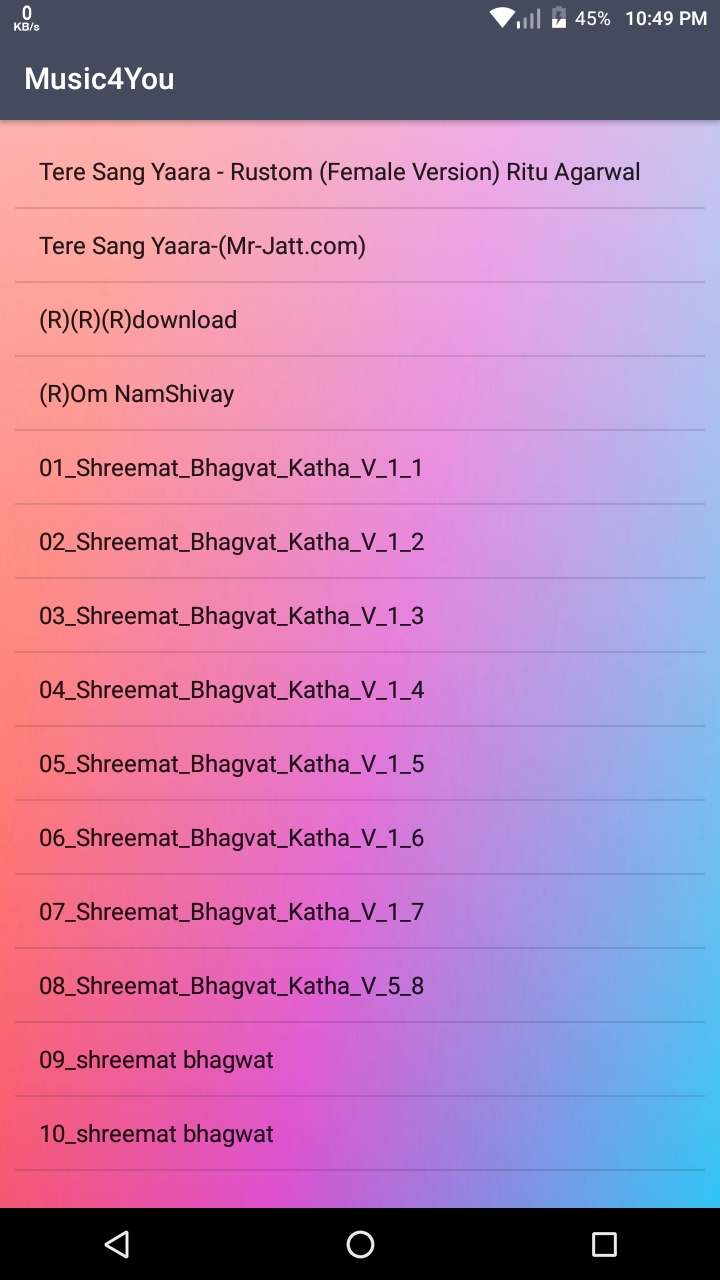 0
KB/s
45% 10:49 PM
Music4You
Tere Sang Yaara - Rustom (Female Version) Ritu Agarwal
Tere Sang Yaara-(Mr-Jatt.com)
(R)(R)(R)download
(R)Om NamShivay
01_Shreemat_Bhagvat_Katha_V_1_1
02_Shreemat_Bhagvat_Katha_V_1_2
03_Shreemat_Bhagvat_Katha_V_1_3
04_Shreemat_Bhagvat_Katha_V_1_4
05_Shreemat_Bhagvat_Katha_V_1_5
06_Shreemat_Bhagvat_Katha_V_1_6
07_Shreemat_Bhagvat_Katha_V_1_7
08_Shreemat_Bhagvat_Katha_V_5_8
09_shreemat bhagwat
10_shreemat bhagwat